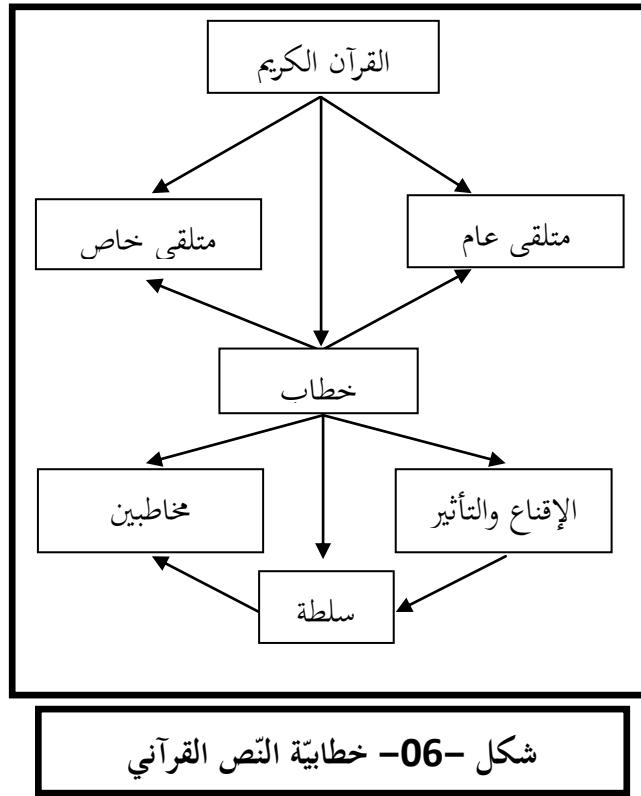 القرآن الكريم
متلقى عام
متلقى خاص
خطاب
الإقناع والتأثير
مخاطبين
سلطة
شكل –06– خطابيّة النّص القرآني